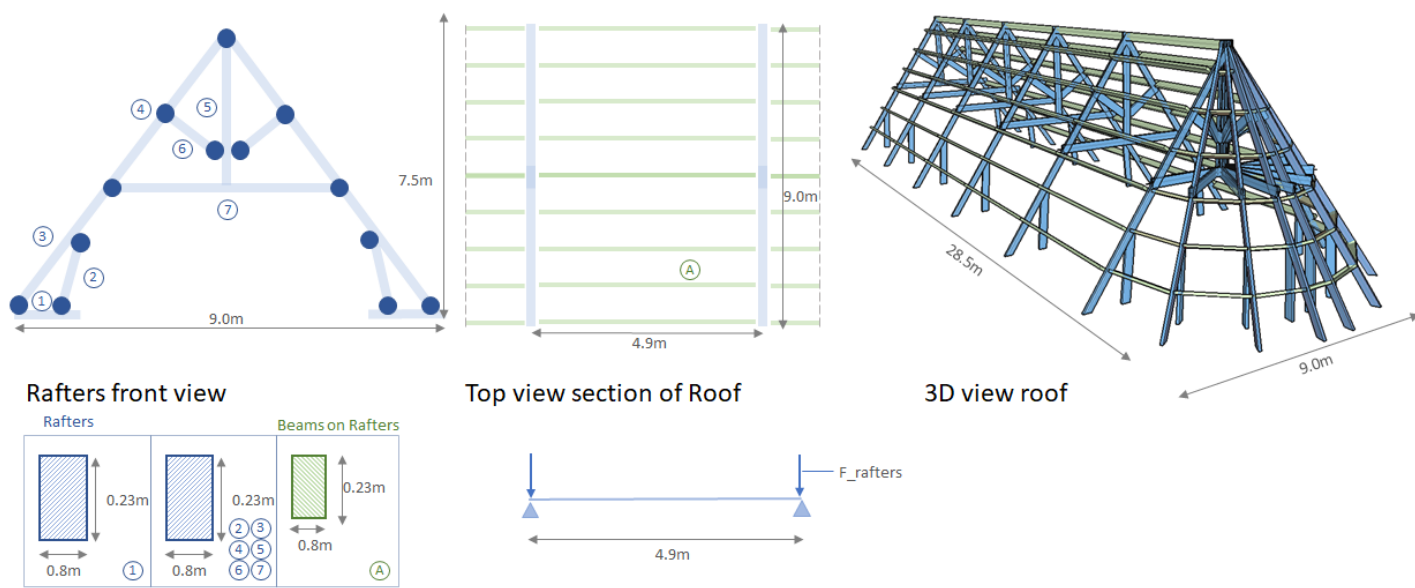 4
5
6
7
3
2
1
7.5m
9.0m
A
9.0m
4.9m
28.5m
9.0m
Rafters front view
Top view section of Roof
3D view roof
Rafters
Beams on Rafters
0.23m
0.8m
1
0.23m
2 3
4 5
6 7
0.8m
0.23m
0.8m
A
F_rafters
4.9m